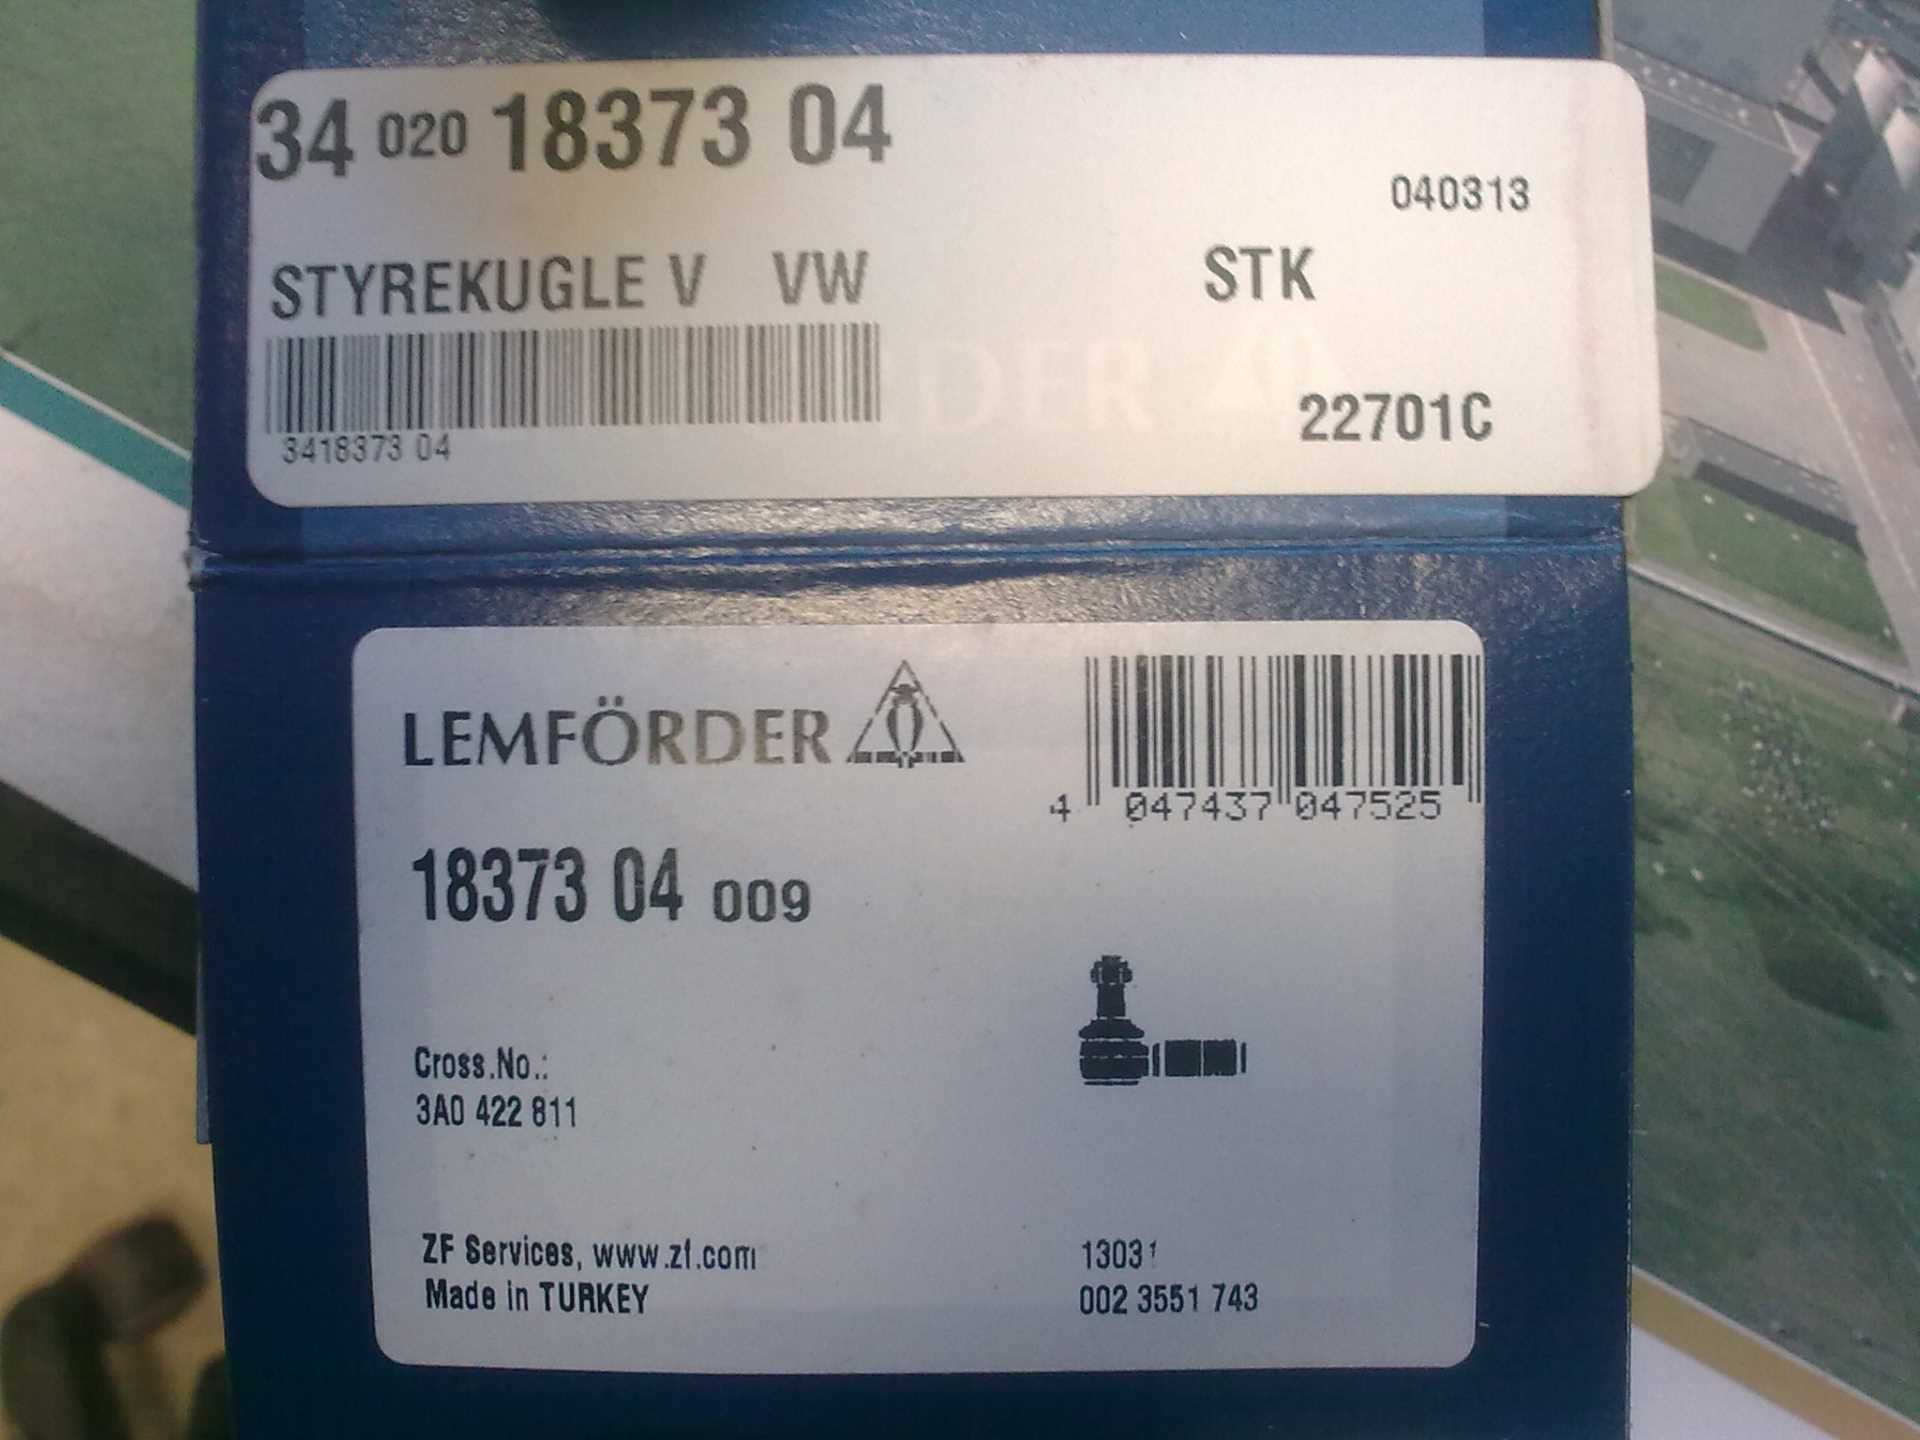 34 020 18373 04
040313
STYREKUGLE V VW STK
3418373 04
22701C
LEMFÖRDER
4 047437 047525
18373 04 009
Cross.No.:
3A0 422 811
ZF Services, www.zf.com
Made in TURKEY
13031
002 3551 743